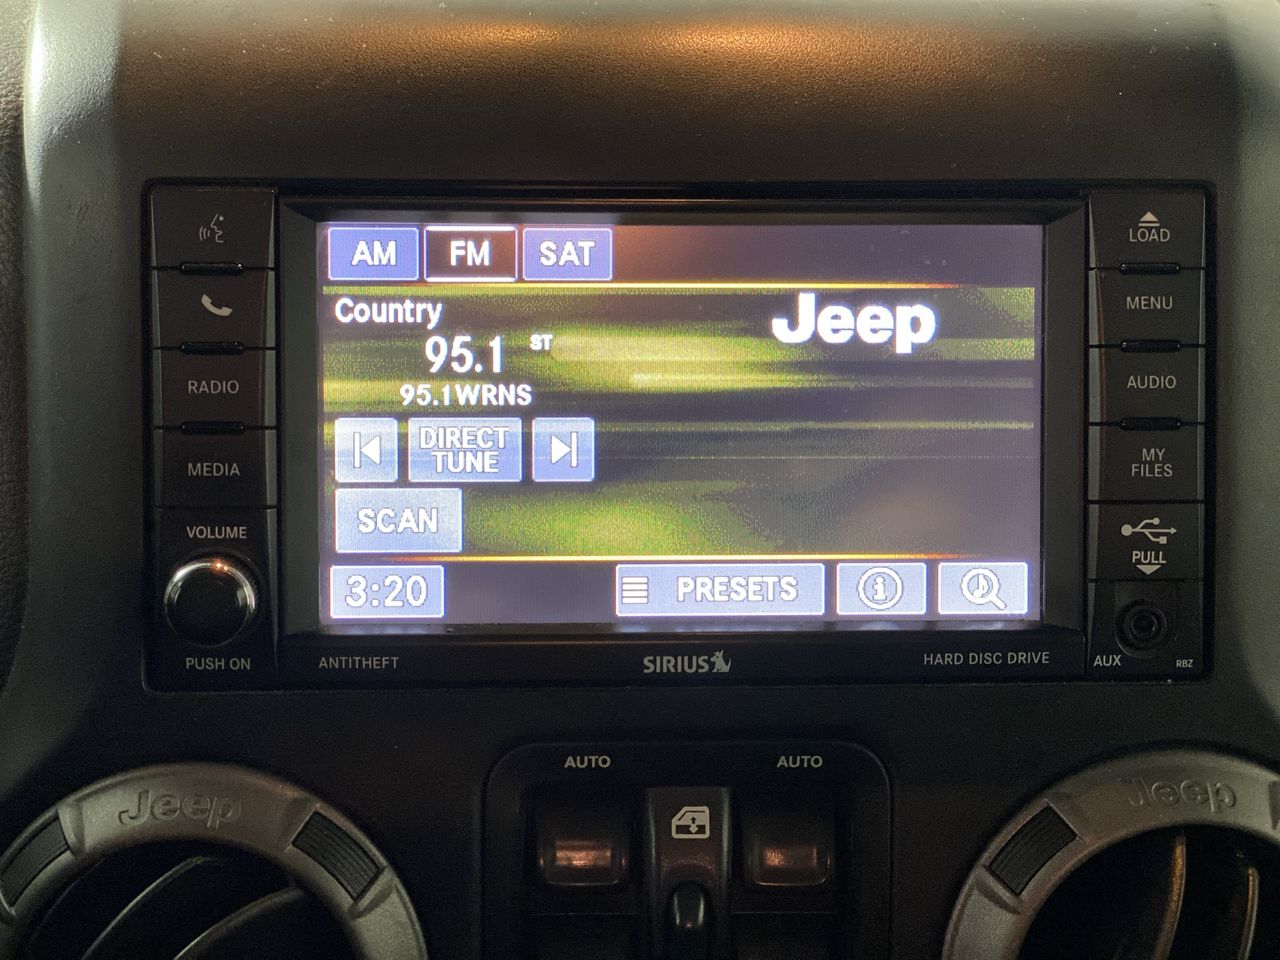 AM FM SAT
Country
Jeep
95.1 ST
95.1WRNS
DIRECT
TUNE
SCAN
3:20 PRESETS
RADIO
MEDIA
VOLUME
PUSH ON
LOAD
MENU
AUDIO
MY
FILES
PULL
AUX
RBZ
ANTITHEFT
SIRIUS
HARD DISC DRIVE
AUTO
AUTO
Jeep
Jeep